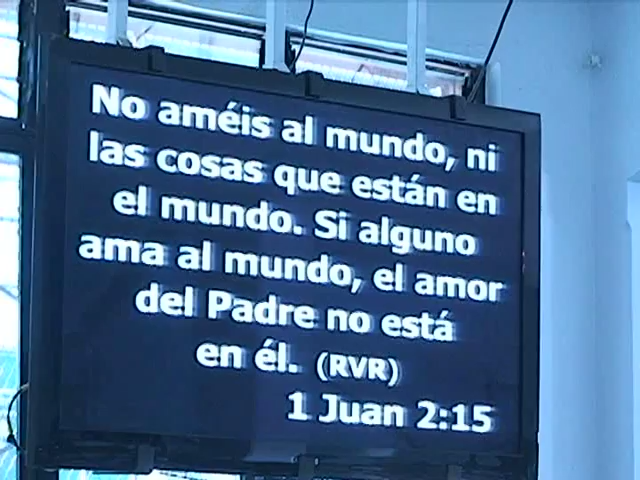 No améis al mundo, ni
las cosas que están en
el mundo. Si alguno
ama al mundo, el amor
del Padre no está
en él. (RVR)
1 Juan 2:15